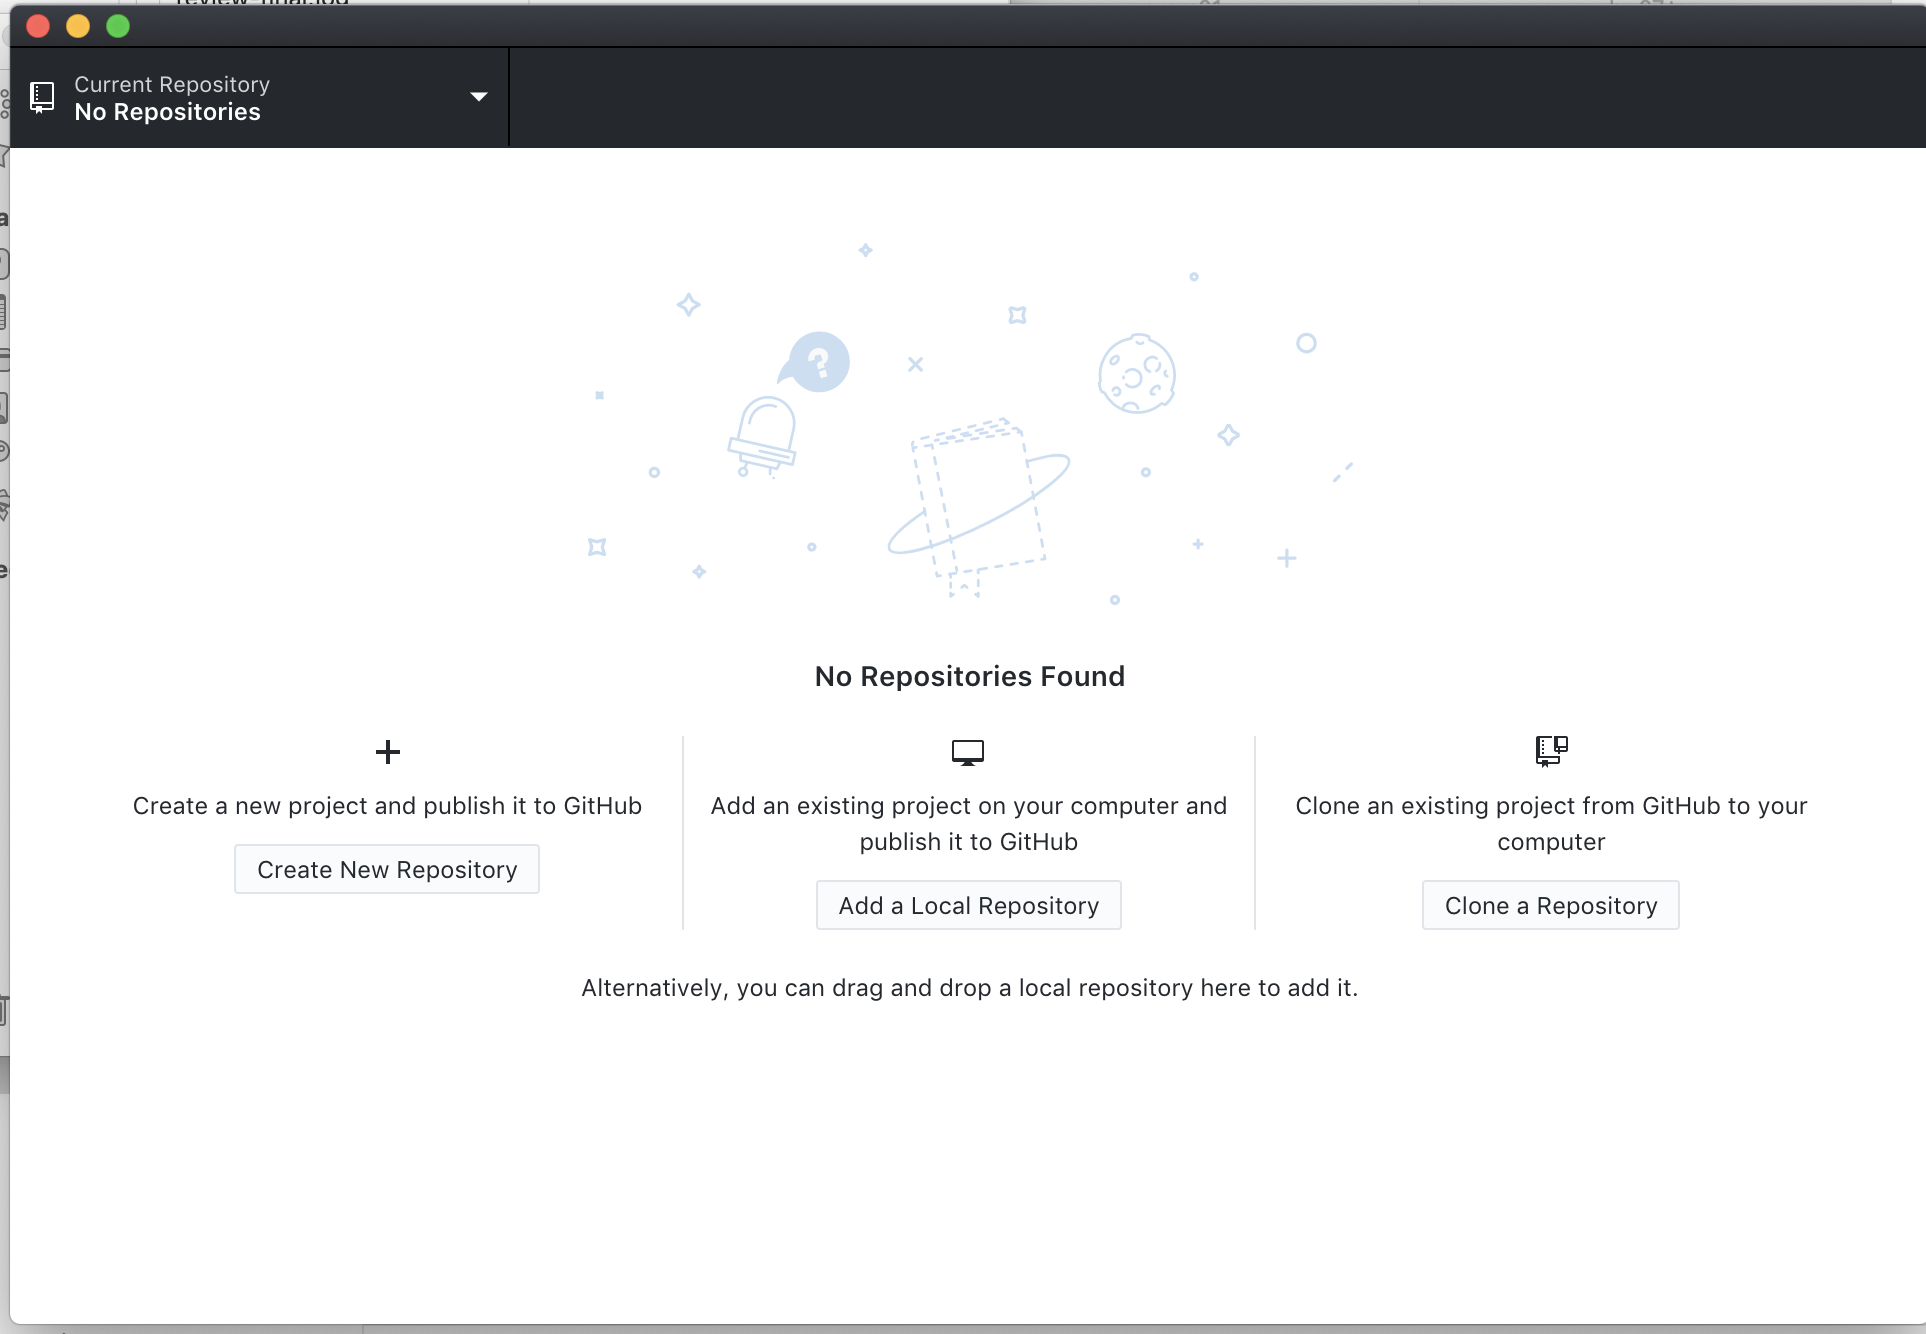 Current Repository
No Repositories
?
No Repositories Found
Create a new project and publish it to GitHub
Create New Repository
Add an existing project on your computer and
publish it to GitHub
Add a Local Repository
Clone an existing project from GitHub to your
computer
Clone a Repository
Alternatively, you can drag and drop a local repository here to add it.